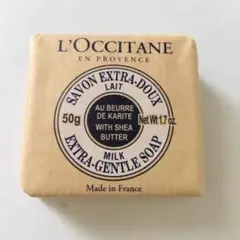 L'OCCITANE
EN PROVENCE
SAVON EXTRA-DOUX
LAIT
50g
AU BEURRE
DE KARITE
WITH SHEA
BUTTER
Net Wt 1.7 oz.
MILK
EXTRA-GENTLE SOAP
Made in France